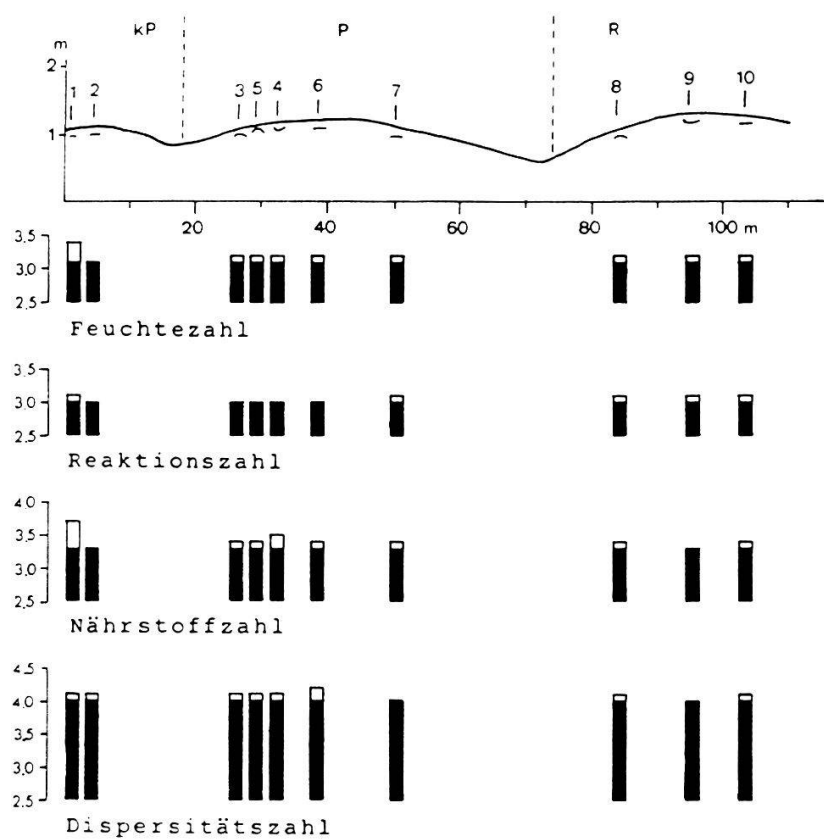 kP P R
m
2
1 2 3 5 4 6 7 8 9 10
1
20 40 60 80 100 m
3,5
3,0
2,5
Feuchtezahl
3,5
3,0
2,5
Reaktionszahl
4,0
3,5
3,0
2,5
Nährstoffzahl
4,5
4,0
3,5
3,0
2,5
Dispersitätszahl